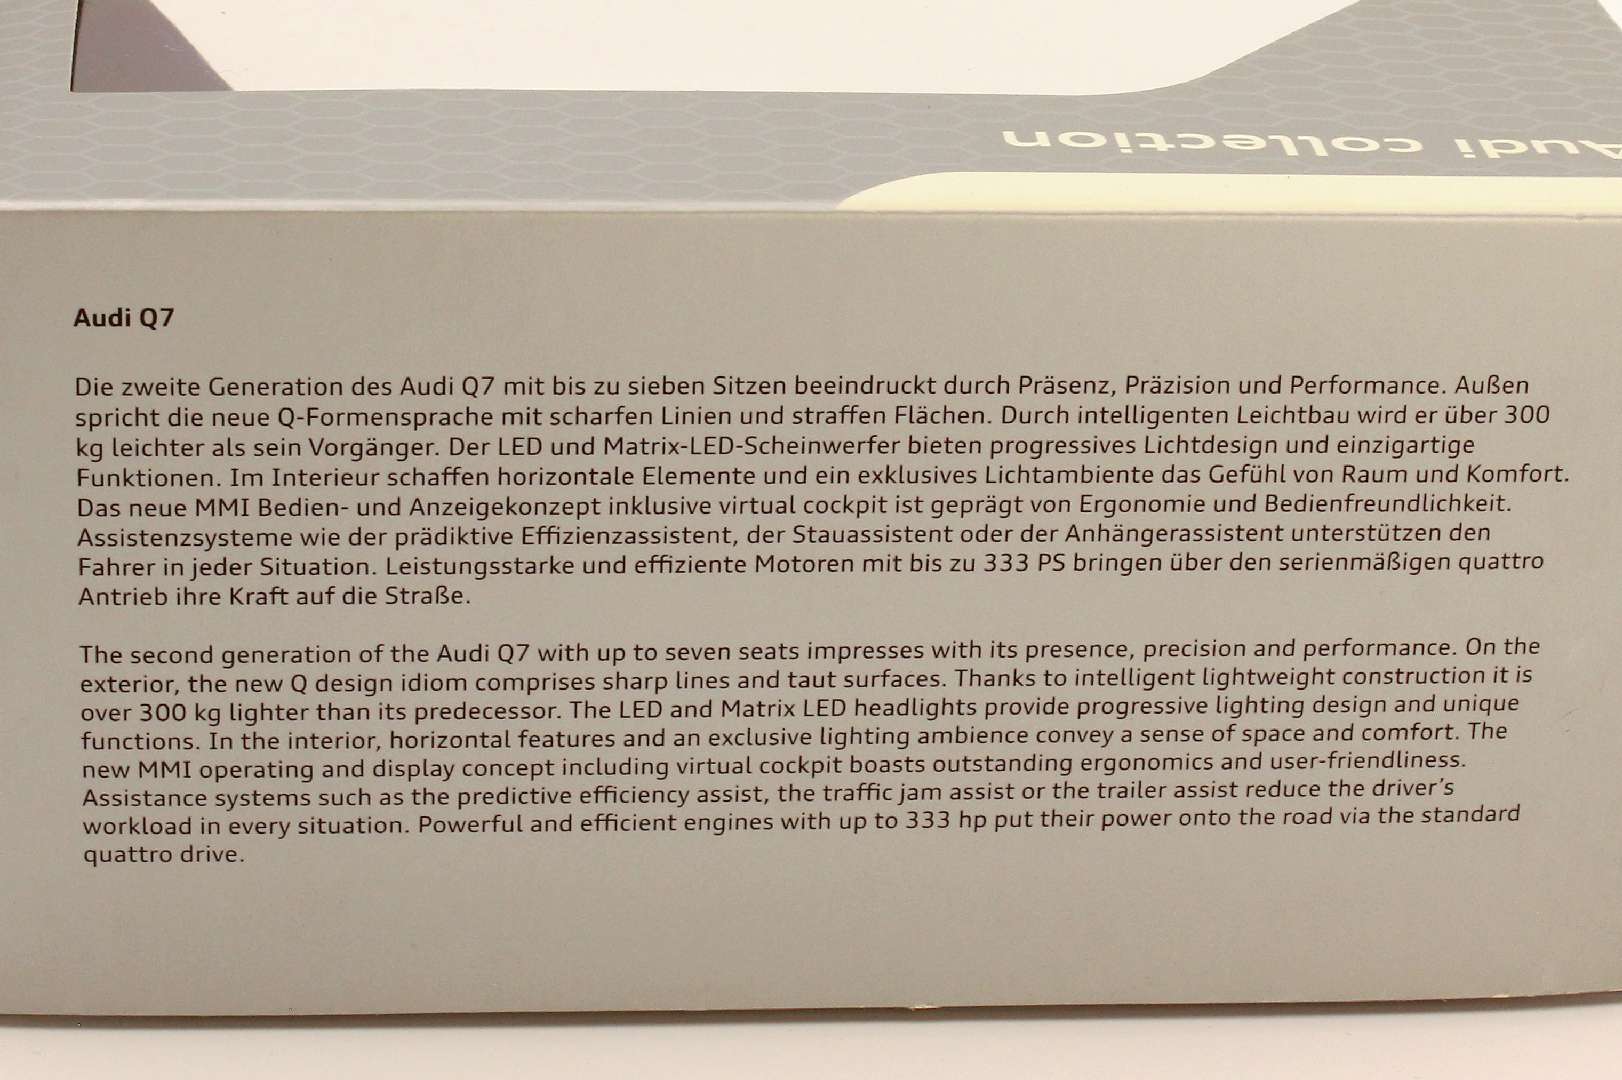 Audi collection
Audi Q7
Die zweite Generation des Audi Q7 mit bis zu sieben Sitzen beeindruckt durch Präsenz, Präzision und Performance. Außen
spricht die neue Q-Formensprache mit scharfen Linien und straffen Flächen. Durch intelligenten Leichtbau wird er über 300
kg leichter als sein Vorgänger. Der LED und Matrix-LED-Scheinwerfer bieten progressives Lichtdesign und einzigartige
Funktionen. Im Interieur schaffen horizontale Elemente und ein exklusives Lichtambiente das Gefühl von Raum und Komfort.
Das neue MMI Bedien- und Anzeigekonzept inklusive virtual cockpit ist geprägt von Ergonomie und Bedienfreundlichkeit.
Assistenzsysteme wie der prädiktive Effizienzassistent, der Stauassistent oder der Anhängerassistent unterstützen den
Fahrer in jeder Situation. Leistungsstarke und effiziente Motoren mit bis zu 333 PS bringen über den serienmäßigen quattro
Antrieb ihre Kraft auf die Straße.
The second generation of the Audi Q7 with up to seven seats impresses with its presence, precision and performance. On the
exterior, the new Q design idiom comprises sharp lines and taut surfaces. Thanks to intelligent lightweight construction it is
over 300 kg lighter than its predecessor. The LED and Matrix LED headlights provide progressive lighting design and unique
functions. In the interior, horizontal features and an exclusive lighting ambience convey a sense of space and comfort. The
new MMI operating and display concept including virtual cockpit boasts outstanding ergonomics and user-friendliness.
Assistance systems such as the predictive efficiency assist, the traffic jam assist or the trailer assist reduce the driver's
workload in every situation. Powerful and efficient engines with up to 333 hp put their power onto the road via the standard
quattro drive.